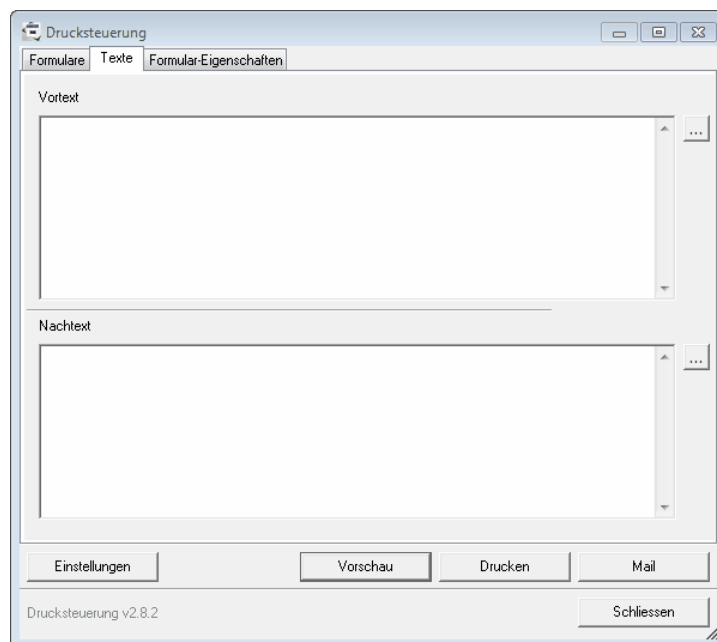 Drucksteuerung
Formulare Texte Formular-Eigenschaften
Vortext
...
Nachtext
...
Einstellungen Vorschau Drucken Mail
Drucksteuerung v2.8.2 Schliessen